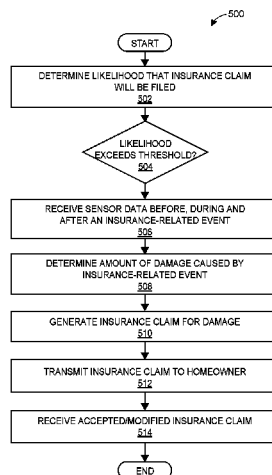 500
START
DETERMINE LIKELIHOOD THAT INSURANCE CLAIM
WILL BE FILED
502
LIKELIHOOD
EXCEEDS THRESHOLD?
504
RECEIVE SENSOR DATA BEFORE, DURING AND
AFTER AN INSURANCE-RELATED EVENT
506
DETERMINE AMOUNT OF DAMAGE CAUSED BY
INSURANCE-RELATED EVENT
508
GENERATE INSURANCE CLAIM FOR DAMAGE
510
TRANSMIT INSURANCE CLAIM TO HOMEOWNER
512
RECEIVE ACCEPTED/MODIFIED INSURANCE CLAIM
514
END